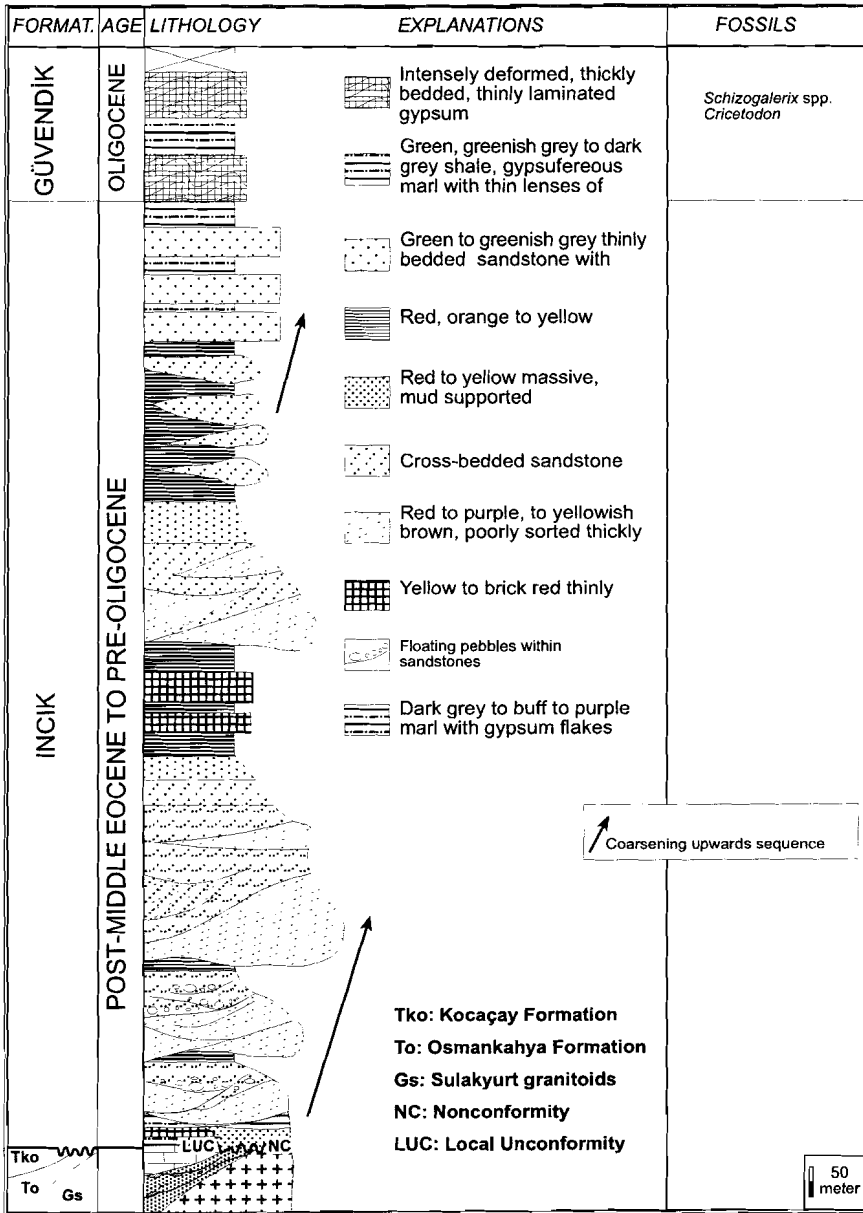 FORMAT. AGE LITHOLOGY EXPLANATIONS FOSSILS
GÜVENDİK
OLIGOCENE
Intensely deformed, thickly
bedded, thinly laminated
gypsum
Schizogalerix spp.
Cricetodon
Green, greenish grey to dark
grey shale, gypsufereous
marl with thin lenses of
Green to greenish grey thinly
bedded sandstone with
Red, orange to yellow
Red to yellow massive,
mud supported
Cross-bedded sandstone
Red to purple, to yellowish
brown, poorly sorted thickly
Yellow to brick red thinly
Floating pebbles within
sandstones
Dark grey to buff to purple
marl with gypsum flakes
INCIK
POST-MIDDLE EOCENE TO PRE-OLIGOCENE
Coarsening upwards sequence
Tko: Kocaçay Formation
To: Osmankahya Formation
Gs: Sulakyurt granitoids
NC: Nonconformity
LUC: Local Unconformity
Tko
To
Gs
LUC
NC
50
meter